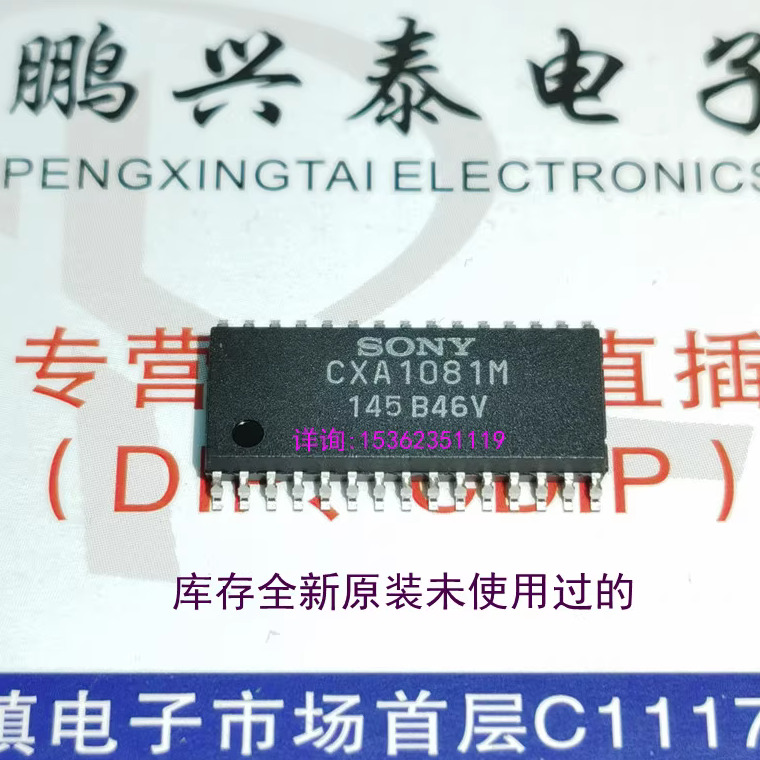 鹏兴泰电子
PENGXINGTAI ELECTRONICS
SONY
CXA1081M
145 B46V
详询:15362351119
专营 直插
(D DIP)
库存全新原装未使用过的
电子市场首层C1117